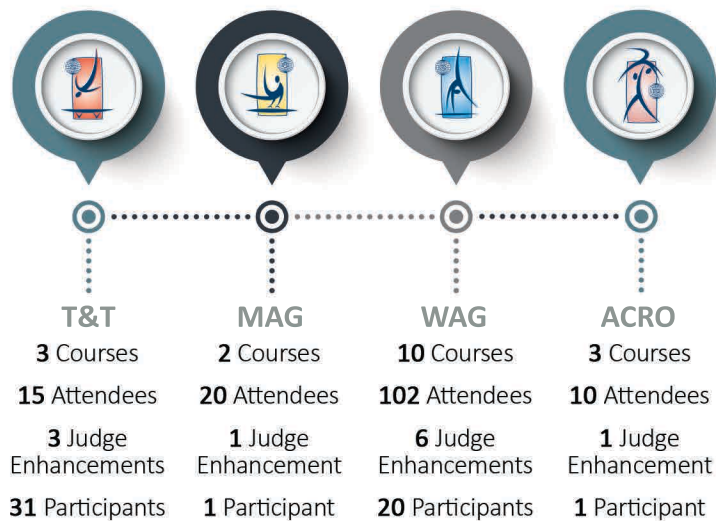 T&T
3 Courses
15 Attendees
3 Judge
Enhancements
31 Participants
MAG
2 Courses
20 Attendees
1 Judge
Enhancement
1 Participant
WAG
10 Courses
102 Attendees
6 Judge
Enhancements
20 Participants
ACRO
3 Courses
10 Attendees
1 Judge
Enhancement
1 Participant